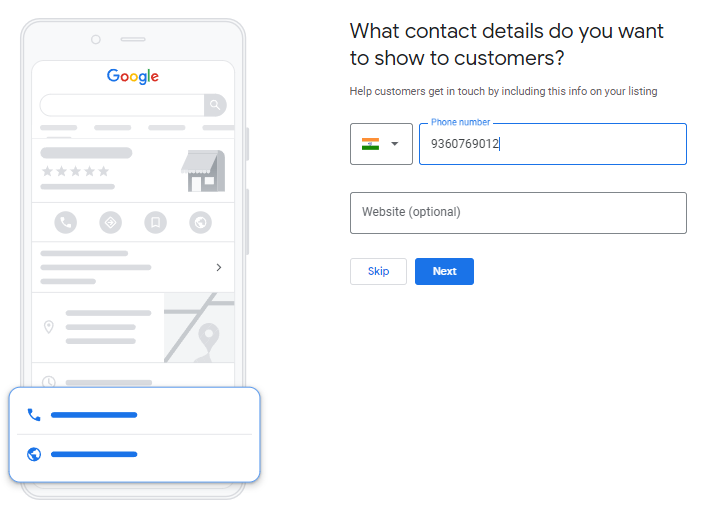 Google
What contact details do you want
to show to customers?
Help customers get in touch by including this info on your listing
Phone number
9360769012
Website (optional)
Skip
Next